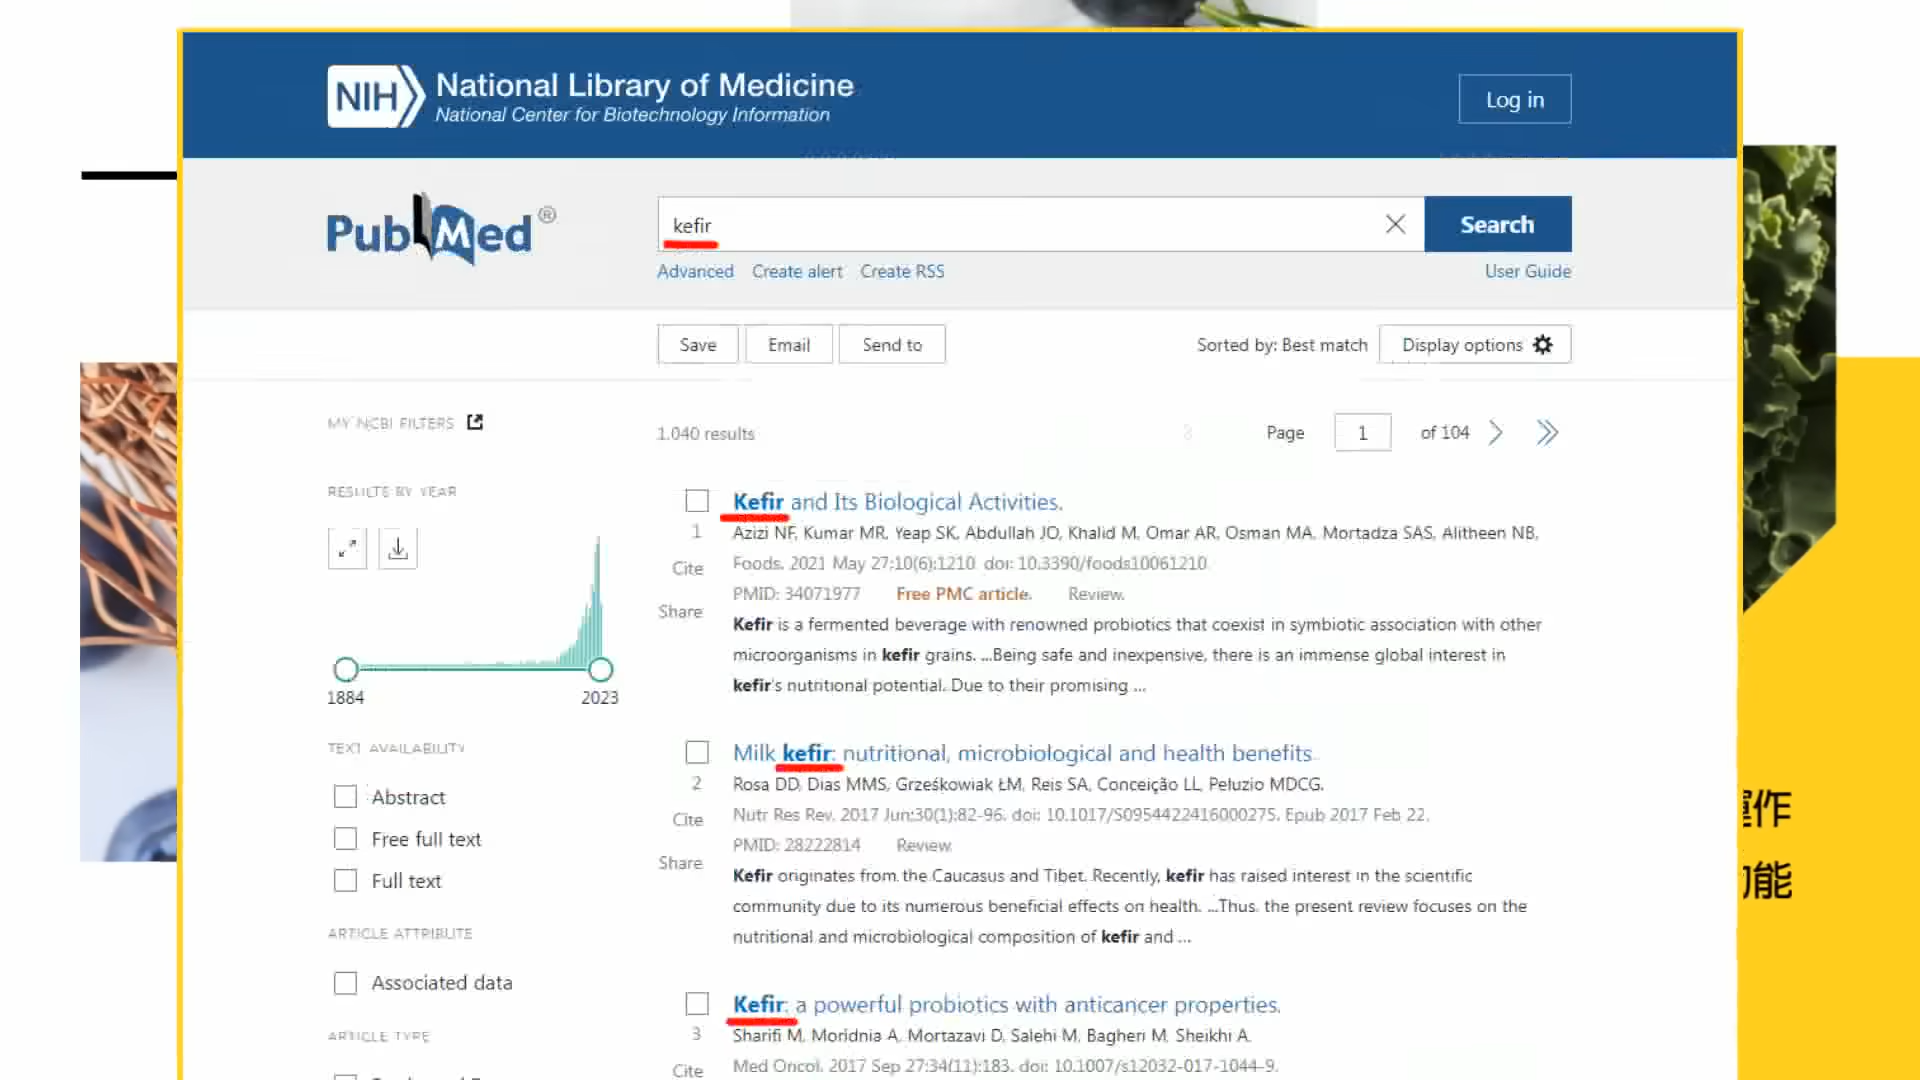 NIH National Library of Medicine
National Center for Biotechnology Information
Log in
PubMed®
kefir
Search
Advanced Create alert Create RSS
User Guide
Save Email Send to
Sorted by: Best match Display options
MY NCBI FILTERS
1,040 results
Page 1 of 104
RESULTS BY YEAR
1884 2023
TEXT AVAILABILITY
Abstract
Free full text
Full text
ARTICLE ATTRIBUTE
Associated data
ARTICLE TYPE
Kefir and Its Biological Activities.
1
Cite
Share
Azizi NF, Kumar MR, Yeap SK, Abdullah JO, Khalid M, Omar AR, Osman MA, Mortadza SAS, Alitheen NB.
Foods. 2021 May 27;10(6):1210. doi: 10.3390/foods10061210.
PMID: 34071977 Free PMC article. Review.
Kefir is a fermented beverage with renowned probiotics that coexist in symbiotic association with other
microorganisms in kefir grains. ...Being safe and inexpensive, there is an immense global interest in
kefir's nutritional potential. Due to their promising ...
Milk kefir: nutritional, microbiological and health benefits.
2
Cite
Share
Rosa DD, Dias MMS, Grześkowiak ŁM, Reis SA, Conceição LL, Peluzio MDCG.
Nutr Res Rev. 2017 Jun;30(1):82-96. doi: 10.1017/S0954422416000275. Epub 2017 Feb 22.
PMID: 28222814 Review.
Kefir originates from the Caucasus and Tibet. Recently, kefir has raised interest in the scientific
community due to its numerous beneficial effects on health. ...Thus, the present review focuses on the
nutritional and microbiological composition of kefir and ...
Kefir: a powerful probiotics with anticancer properties.
3
Cite
Sharifi M, Moridnia A, Mortazavi D, Salehi M, Bagheri M, Sheikhi A.
Med Oncol. 2017 Sep 27;34(11):183. doi: 10.1007/s12032-017-1044-9.
作
能